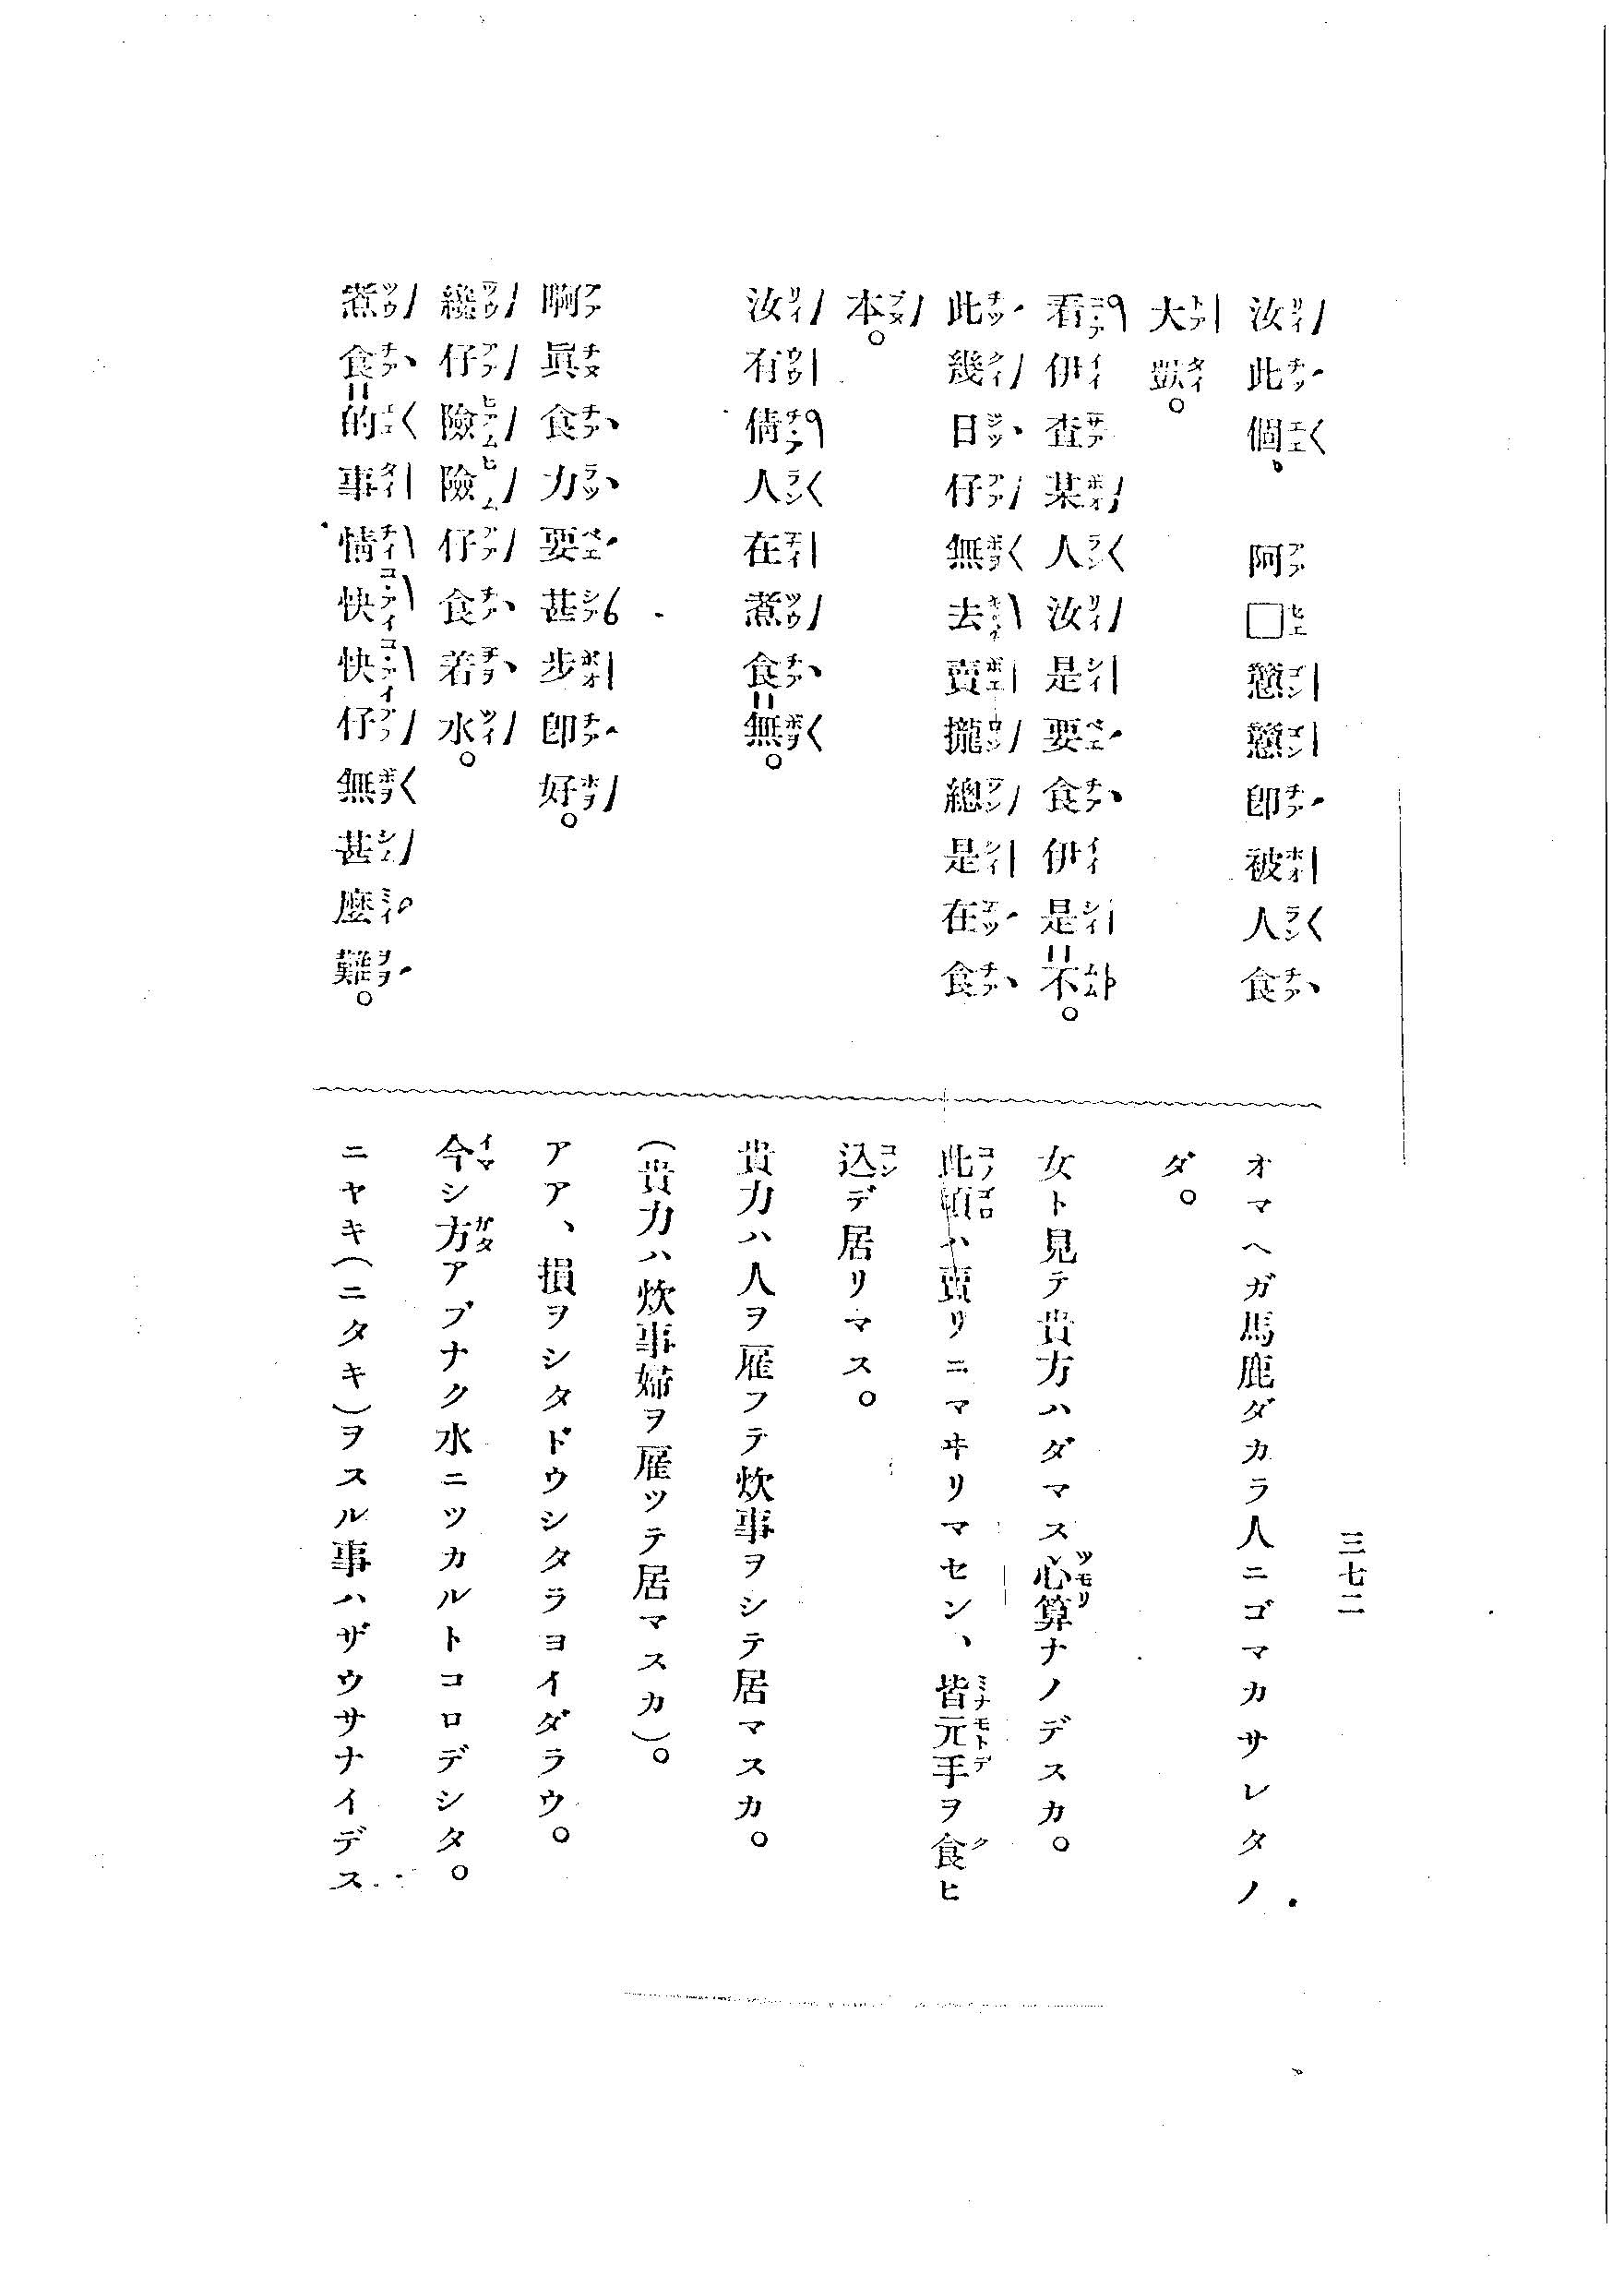 三七二
汝此個、阿□戇戇即被人食
大獃。
看伊查某人汝是要食伊是=不。
此幾日仔無去賣攏總是在食
本。
汝有倩人在煮食=無。
啊眞食力要甚步即好。
纔仔險險仔食着水。
煮食=的事情快快仔無甚麼難。
オマヘガ馬鹿ダカラ人ニゴマカサレタノ
ダ。
女ト見テ貴方ハダマス心算ナノデスカ。
此頃ハ賣リニマヰリマセン、皆元手ヲ食ヒ
込デ居リマス。
貴方ハ人ヲ雇フテ炊事ヲシテ居マスカ。
(貴方ハ炊事婦ヲ雇ツテ居マスカ)。
アア、損ヲシタドウシタラヨイダラウ。
今シ方アブナク水ニツカルトコロデシタ。
ニヤキ(ニタキ)ヲスル事ハザウサナイデス